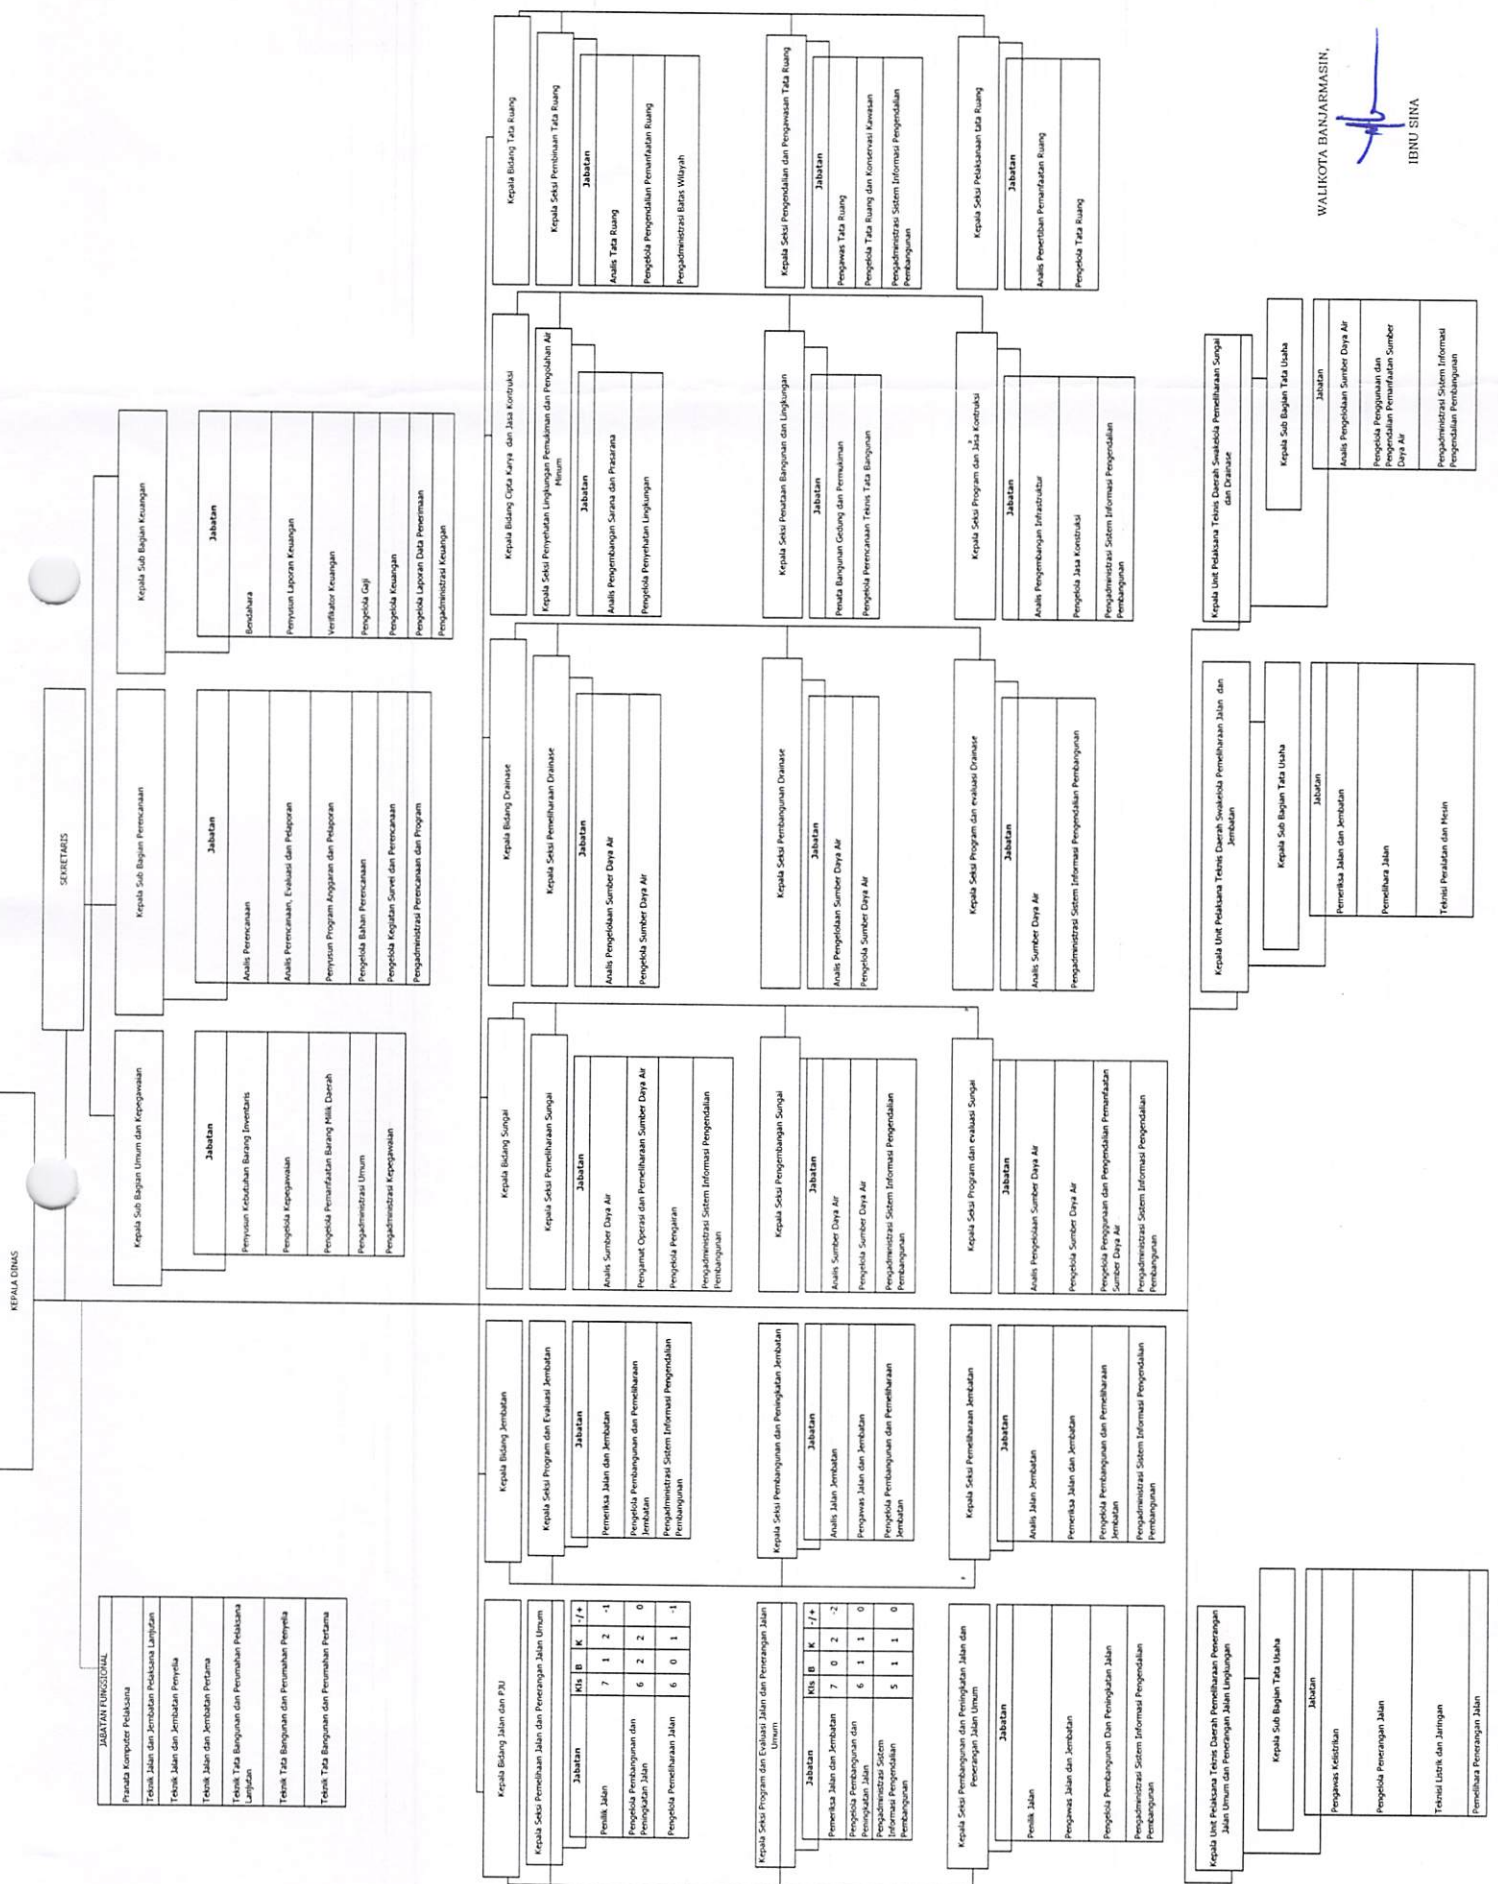 KEPALA DINAS
SEKRETARIS
JABATAN FUNGSIONAL
Pranata Komputer Pelaksana
Teknik Jalan dan Jembatan Pelaksana Lanjutan
Teknik Jalan dan Jembatan Penyelia
Teknik Jalan dan Jembatan Pertama
Teknik Tata Bangunan dan Perumahan Pelaksana
Lanjutan
Teknik Tata Bangunan dan Perumahan Penyelia
Teknik Tata Bangunan dan Perumahan Pertama
Kepala Sub Bagian Umum dan Kepegawaian
Jabatan
Penyusun Kebutuhan Barang Inventaris
Pengelola Kepegawaian
Pengelola Pemanfaatan Barang Milik Daerah
Pengadministrasi Umum
Pengadministrasi Kepegawaian
Kepala Sub Bagian Perencanaan
Jabatan
Analis Perencanaan
Analis Perencanaan, Evaluasi dan Pelaporan
Penyusun Program Anggaran dan Pelaporan
Pengelola Bahan Perencanaan
Pengelola Kegiatan Survei dan Perencanaan
Pengadministrasi Perencanaan dan Program
Kepala Sub Bagian Keuangan
Jabatan
Bendahara
Penyusun Laporan Keuangan
Verifikator Keuangan
Pengelola Gaji
Pengelola Keuangan
Pengelola Laporan Data Penerimaan
Pengadministrasi Keuangan
Kepala Bidang Jalan dan PJU
Kepala Seksi Pemelihaan Jalan dan Penerangan Jalan Umum
Jabatan Kls B K -/+
Penilik Jalan 7 1 2 -1
Pengelola Pembangunan dan
Peningkatan Jalan 6 2 2 0
Pengelola Pemeliharaan Jalan 6 0 1 -1
Kepala Seksi Program dan Evaluasi Jalan dan Penerangan Jalan
Umum
Jabatan Kls B K -/+
Pemeriksa Jalan dan Jembatan 7 0 2 -2
Pengelola Pembangunan dan
Peningkatan Jalan 6 1 1 0
Pengadministrasi Sistem
Informasi Pengendalian
Pembangunan 5 1 1 0
Kepala Seksi Pembangunan dan Peningkatan Jalan dan
Penerangan Jalan Umum
Jabatan
Penilik Jalan
Pengawas Jalan dan Jembatan
Pengelola Pembangunan Dan Peningkatan Jalan
Pengadministrasi Sistem Informasi Pengendalian
Pembangunan
Kepala Bidang Jembatan
Kepala Seksi Program dan Evaluasi Jembatan
Jabatan
Pemeriksa Jalan dan Jembatan
Pengelola Pembangunan dan Pemeliharaan
Jembatan
Pengadministrasi Sistem Informasi Pengendalian
Pembangunan
Kepala Seksi Pembangunan dan Peningkatan Jembatan
Jabatan
Analis Jalan Jembatan
Pengawas Jalan dan Jembatan
Pengelola Pembangunan dan Pemeliharaan
Jembatan
Kepala Seksi Pemeliharaan Jembatan
Jabatan
Analis Jalan Jembatan
Pemeriksa Jalan dan Jembatan
Pengelola Pembangunan dan Pemeliharaan
Jembatan
Pengadministrasi Sistem Informasi Pengendalian
Pembangunan
Kepala Bidang Sungai
Kepala Seksi Pemeliharaan Sungai
Jabatan
Analis Sumber Daya Air
Pengamat Operasi dan Pemeliharaan Sumber Daya Air
Pengelola Pengairan
Pengadministrasi Sistem Informasi Pengendalian
Pembangunan
Kepala Seksi Pengembangan Sungai
Jabatan
Analis Sumber Daya Air
Pengelola Sumber Daya Air
Pengadministrasi Sistem Informasi Pengendalian
Pembangunan
Kepala Seksi Program dan evaluasi Sungai
Jabatan
Analis Pengelolaan Sumber Daya Air
Pengelola Sumber Daya Air
Pengelola Penggunaan dan Pengendalian Pemanfaatan
Sumber Daya Air
Pengadministrasi Sistem Informasi Pengendalian
Pembangunan
Kepala Bidang Drainase
Kepala Seksi Pemeliharaan Drainase
Jabatan
Analis Pengelolaan Sumber Daya Air
Pengelola Sumber Daya Air
Kepala Seksi Pembangunan Drainase
Jabatan
Analis Pengelolaan Sumber Daya Air
Pengelola Sumber Daya Air
Kepala Seksi Program dan evaluasi Drainase
Jabatan
Analis Sumber Daya Air
Pengadministrasi Sistem Informasi Pengendalian Pembangunan
Kepala Bidang Cipta Karya dan Jasa Kontruksi
Kepala Seksi Penyehatan Lingkungan Pemukiman dan Pengolahan Air
Minum
Jabatan
Analis Pengembangan Sarana dan Prasarana
Pengelola Penyehatan Lingkungan
Kepala Seksi Penataan Bangunan dan Lingkungan
Jabatan
Penata Bangunan Gedung dan Permukiman
Pengelola Perencanaan Teknis Tata Bangunan
Kepala Seksi Program dan Jasa Kontruksi
Jabatan
Analis Pengembangan Infrastruktur
Pengelola Jasa Konstruksi
Pengadministrasi Sistem Informasi Pengendalian
Pembangunan
Kepala Bidang Tata Ruang
Kepala Seksi Pembinaan Tata Ruang
Jabatan
Analis Tata Ruang
Pengelola Pengendalian Pemanfaatan Ruang
Pengadministrasi Batas Wilayah
Kepala Seksi Pengendalian dan Pengawasan Tata Ruang
Jabatan
Pengawas Tata Ruang
Pengelola Tata Ruang dan Konservasi Kawasan
Pengadministrasi Sistem Informasi Pengendalian
Pembangunan
Kepala Seksi Pelaksanaan tata Ruang
Jabatan
Analis Penertiban Pemanfaatan Ruang
Pengelola Tata Ruang
Kepala Unit Pelaksana Teknis Daerah Pemeliharaan Penerangan
Jalan Umum dan Penerangan Jalan Lingkungan
Kepala Sub Bagian Tata Usaha
Jabatan
Pengawas Kelistrikan
Pengelola Penerangan Jalan
Teknisi Listrik dan Jaringan
Pemelihara Penerangan Jalan
Kepala Unit Pelaksana Teknis Daerah Swakelola Pemeliharaan Jalan dan
Jembatan
Kepala Sub Bagian Tata Usaha
Jabatan
Pemeriksa Jalan dan Jembatan
Pemelihara Jalan
Teknisi Peralatan dan Mesin
Kepala Unit Pelaksana Teknis Daerah Swakelola Pemeliharaan Sungai
dan Drainase
Kepala Sub Bagian Tata Usaha
Jabatan
Analis Pengelolaan Sumber Daya Air
Pengelola Penggunaan dan
Pengendalian Pemanfaatan Sumber
Daya Air
Pengadministrasi Sistem Informasi
Pengendalian Pembangunan
WALIKOTA BANJARMASIN,
IBNU SINA